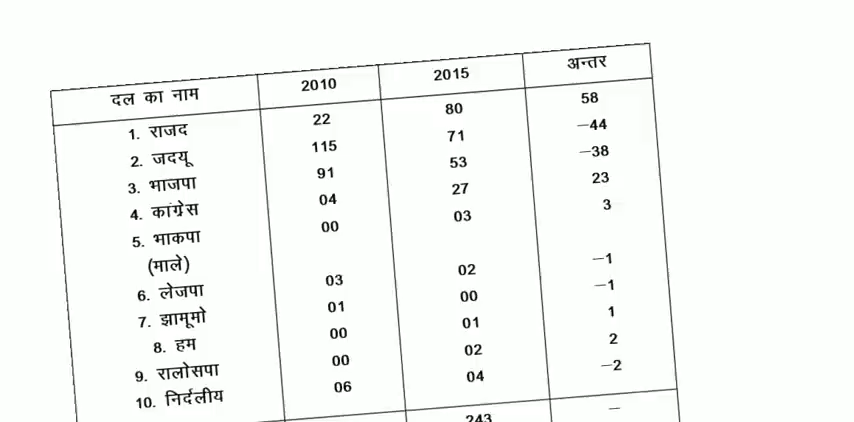 दल का नाम 2010 2015 अन्तर
1. राजद 22 80 58
2. जदयू 115 71 –44
3. भाजपा 91 53 –38
4. कांग्रेस 04 27 23
5. भाकपा 00 03 3
(माले)
6. लेजपा 03 02 –1
7. झामूमो 01 00 –1
8. हम 00 01 1
9. रालोसपा 00 02 2
10. निर्दलीय 06 04 –2
243 –